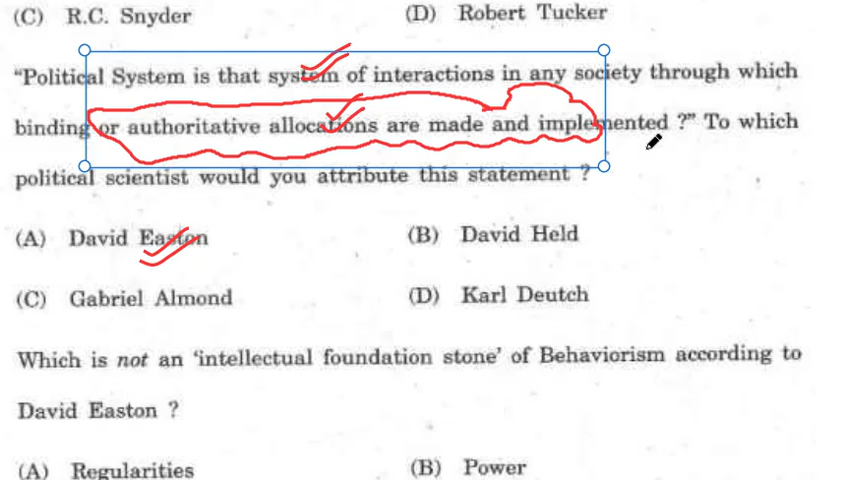 (C) R.C. Snyder (D) Robert Tucker
“Political System is that system of interactions in any society through which
binding or authoritative allocations are made and implemented ?” To which
political scientist would you attribute this statement ?
(A) David Easton (B) David Held
(C) Gabriel Almond (D) Karl Deutch
Which is not an ‘intellectual foundation stone’ of Behaviorism according to
David Easton ?
(A) Regularities (B) Power